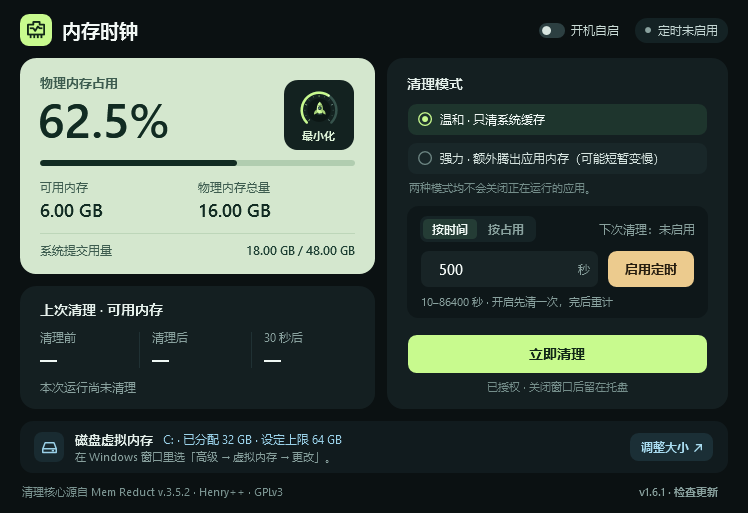 内存时钟
开机自启
定时未启用
物理内存占用
62.5%
最小化
可用内存
物理内存总量
6.00 GB
16.00 GB
系统提交用量
18.00 GB / 48.00 GB
上次清理 · 可用内存
清理前
清理后
30 秒后
—
—
—
本次运行尚未清理
清理模式
温和 · 只清系统缓存
强力 · 额外腾出应用内存（可能短暂变慢）
两种模式均不会关闭正在运行的应用。
按时间
按占用
下次清理：未启用
500
秒
启用定时
10–86400 秒 · 开启先清一次，完后重计
立即清理
已授权 · 关闭窗口后留在托盘
磁盘虚拟内存 C: · 已分配 32 GB · 设定上限 64 GB
在 Windows 窗口里选「高级 → 虚拟内存 → 更改」。
调整大小 ↗
清理核心源自 Mem Reduct v.3.5.2 · Henry++ · GPLv3
v1.6.1 · 检查更新